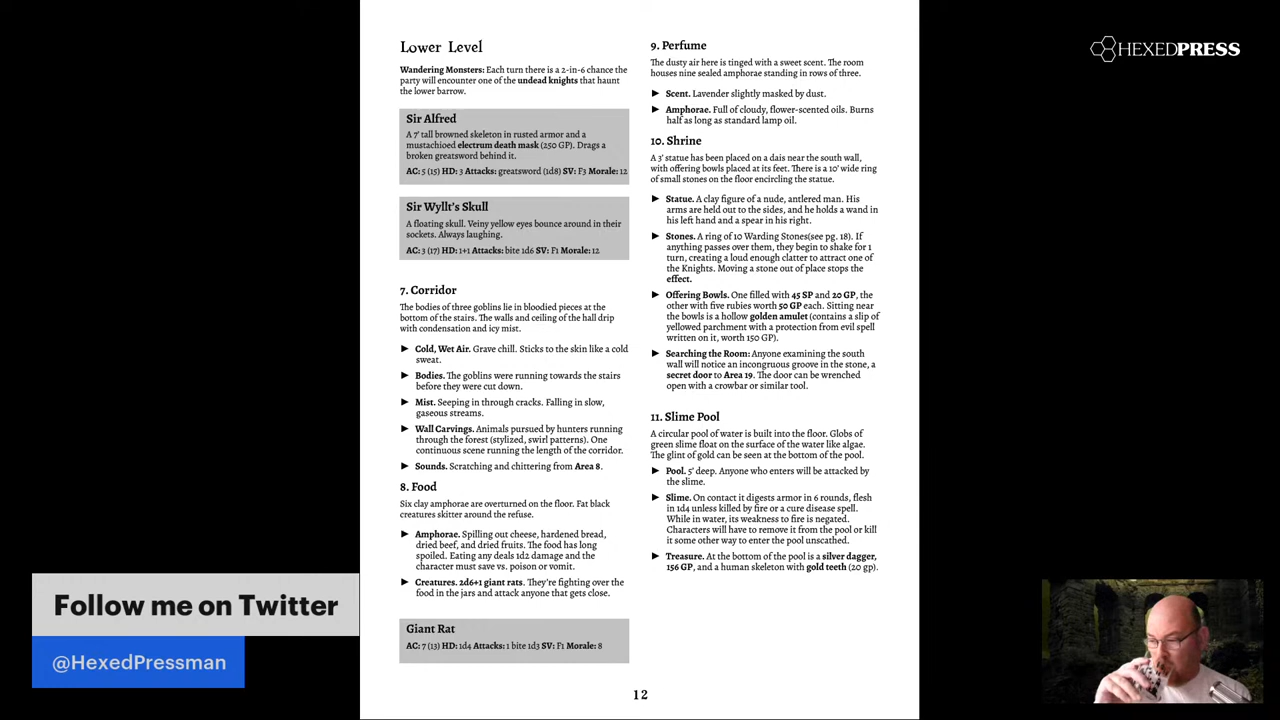 Lower Level
Wandering Monsters: Each turn there is a 2-in-6 chance the
party will encounter one of the undead knights that haunt
the lower barrow.
Sir Alfred
A 7' tall browned skeleton in rusted armor and a
mustachioed electrum death mask (250 GP). Drags a
broken greatsword behind it.
AC: 5 (15) HD: 3 Attacks: greatsword (1d8) SV: F3 Morale: 12
Sir Wyllt's Skull
A floating skull. Veiny yellow eyes bounce around in their
sockets. Always laughing.
AC: 3 (17) HD: 1+1 Attacks: bite 1d6 SV: F1 Morale: 12
7. Corridor
The bodies of three goblins lie in bloodied pieces at the
bottom of the stairs. The walls and ceiling of the hall drip
with condensation and icy mist.
► Cold, Wet Air. Grave chill. Sticks to the skin like a cold
sweat.
► Bodies. The goblins were running towards the stairs
before they were cut down.
► Mist. Seeping in through cracks. Falling in slow,
gaseous streams.
► Wall Carvings. Animals pursued by hunters running
through the forest (stylized, swirl patterns). One
continuous scene running the length of the corridor.
► Sounds. Scratching and chittering from Area 8.
8. Food
Six clay amphorae are overturned on the floor. Fat black
creatures skitter around the refuse.
► Amphorae. Spilling out cheese, hardened bread,
dried beef, and dried fruits. The food has long
spoiled. Eating any deals 1d2 damage and the
character must save vs. poison or vomit.
► Creatures. 2d6+1 giant rats. They're fighting over the
food in the jars and attack anyone that gets close.
Giant Rat
AC: 7 (13) HD: 1d4 Attacks: 1 bite 1d3 SV: F1 Morale: 8
9. Perfume
The dusty air here is tinged with a sweet scent. The room
houses nine sealed amphorae standing in rows of three.
► Scent. Lavender slightly masked by dust.
► Amphorae. Full of cloudy, flower-scented oils. Burns
half as long as standard lamp oil.
10. Shrine
A 3' statue has been placed on a dais near the south wall,
with offering bowls placed at its feet. There is a 10' wide ring
of small stones on the floor encircling the statue.
► Statue. A clay figure of a nude, antlered man. His
arms are held out to the sides, and he holds a wand in
his left hand and a spear in his right.
► Stones. A ring of 10 Warding Stones(see pg. 18). If
anything passes over them, they begin to shake for 1
turn, creating a loud enough clatter to attract one of
the Knights. Moving a stone out of place stops the
effect.
► Offering Bowls. One filled with 45 SP and 20 GP, the
other with five rubies worth 50 GP each. Sitting near
the bowls is a hollow golden amulet (contains a slip of
yellowed parchment with a protection from evil spell
written on it, worth 150 GP).
► Searching the Room: Anyone examining the south
wall will notice an incongruous groove in the stone, a
secret door to Area 19. The door can be wrenched
open with a crowbar or similar tool.
11. Slime Pool
A circular pool of water is built into the floor. Globs of
green slime float on the surface of the water like algae.
The glint of gold can be seen at the bottom of the pool.
► Pool. 5' deep. Anyone who enters will be attacked by
the slime.
► Slime. On contact it digests armor in 6 rounds, flesh
in 1d4 unless killed by fire or a cure disease spell.
While in water, its weakness to fire is negated.
Characters will have to remove it from the pool or kill
it some other way to enter the pool unscathed.
► Treasure. At the bottom of the pool is a silver dagger,
156 GP, and a human skeleton with gold teeth (20 gp).
12
HEXEDPRESS
Follow me on Twitter
@HexedPressman